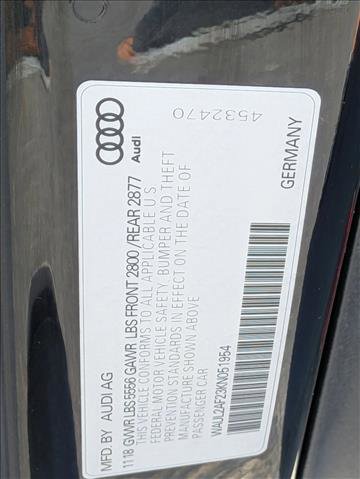 Audi
4532470
MFD. BY AUDI AG
11 18 GVWR LBS 5556 GAWR LBS FRONT 2800 / REAR 2877
THIS VEHICLE CONFORMS TO ALL APPLICABLE U.S.
FEDERAL MOTOR VEHICLE SAFETY, BUMPER AND THEFT
PREVENTION STANDARDS IN EFFECT ON THE DATE OF
MANUFACTURE SHOWN ABOVE
PASSENGER CAR
WAUL2AF23KN051954
GERMANY